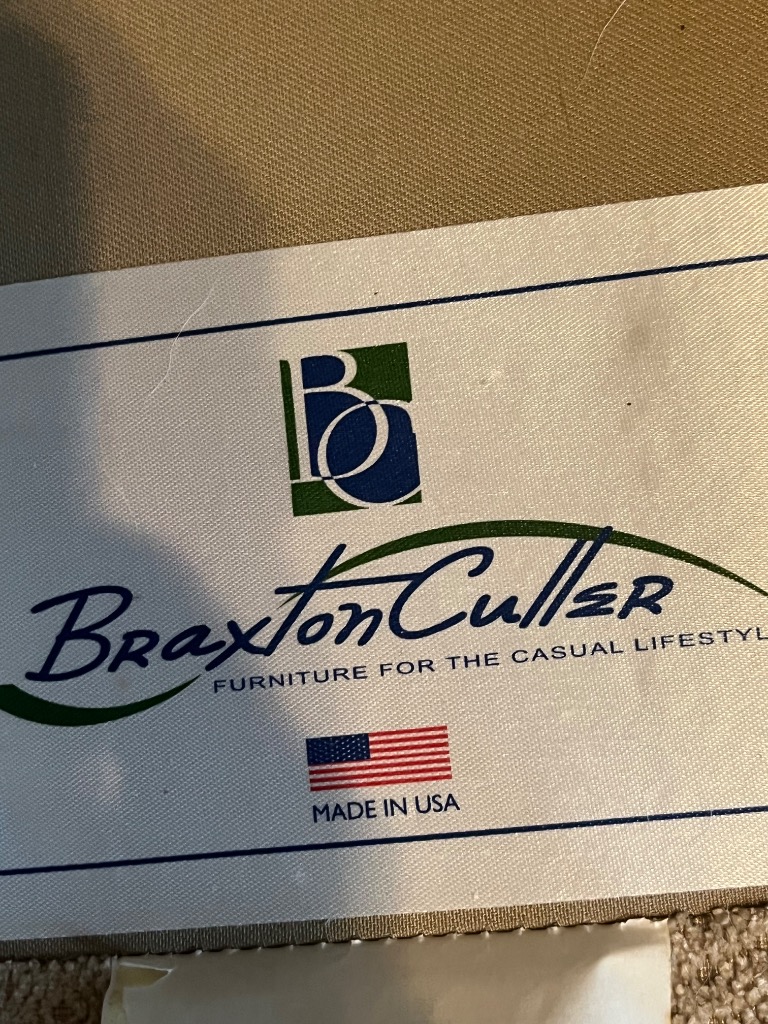 BC
Braxton Culler
FURNITURE FOR THE CASUAL LIFESTYL
MADE IN USA